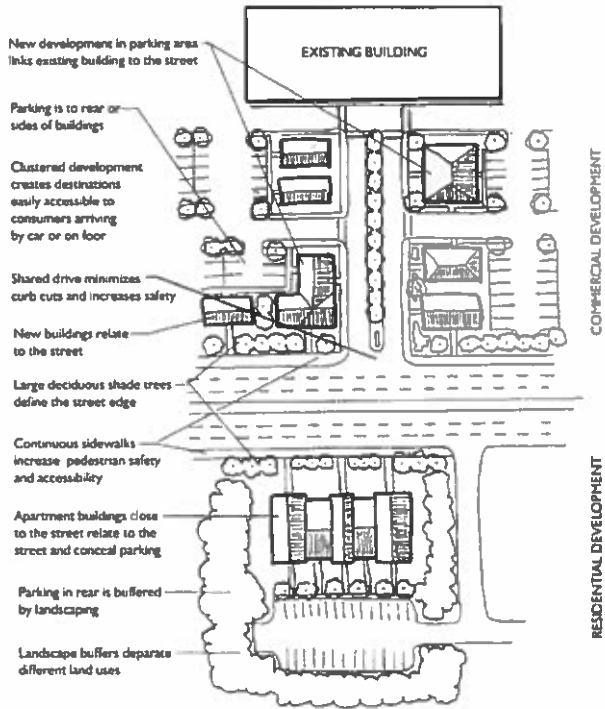 New development in parking area
links existing building to the street
EXISTING BUILDING
Parking is to rear or
sides of buildings
Clustered development
creates destinations
easily accessible to
consumers arriving
by car or on foor
Shared drive minimizes
curb cuts and increases safety
New buildings relate
to the street
Large deciduous shade trees
define the street edge
Continuous sidewalks
increase pedestrian safety
and accessibility
Apartment buildings close
to the street relate to the
street and conceal parking
Parking in rear is buffered
by landscaping
Landscape buffers deparate
different land uses
COMMERCIAL DEVELOPMENT
RESIDENTIAL DEVELOPMENT